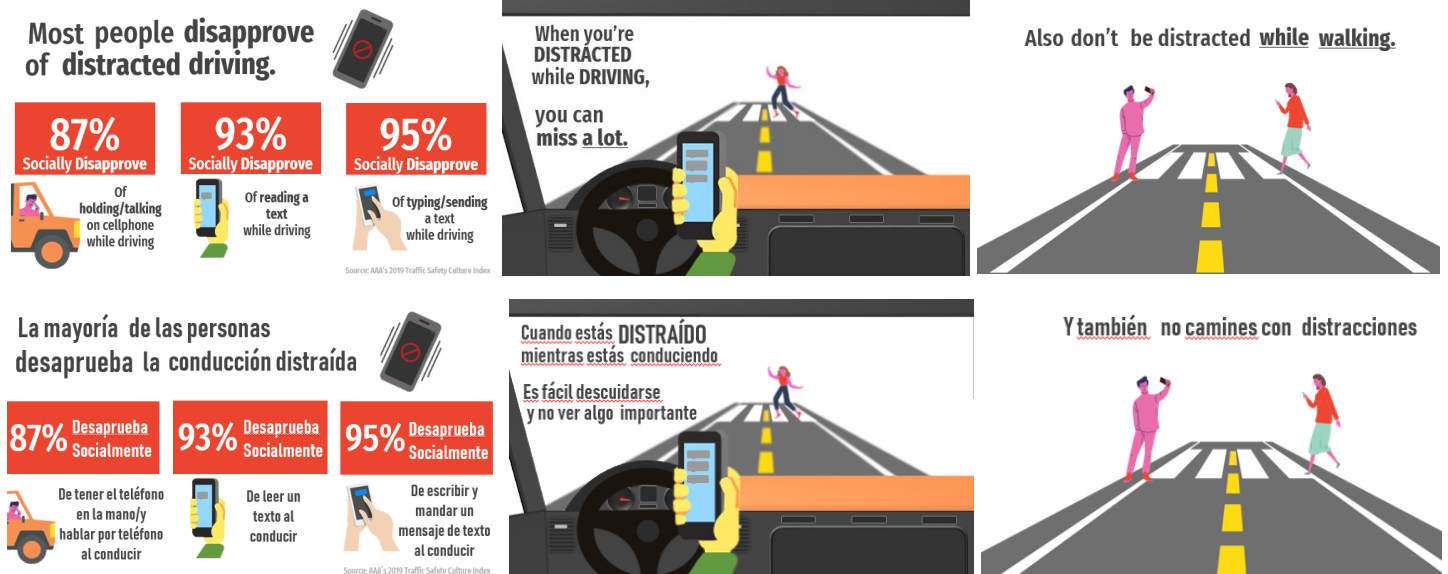 Most people disapprove
of distracted driving.
87%
Socially Disapprove
Of
holding/talking
on cellphone
while driving
93%
Socially Disapprove
Of reading a
text
while driving
95%
Socially Disapprove
Of typing/sending
a text
while driving
Source: AAA's 2019 Traffic Safety Culture Index
When you're
DISTRACTED
while DRIVING,
you can
miss a lot.
Also don't be distracted while walking.
La mayoría de las personas
desaprueba la conducción distraída
87% Desaprueba
Socialmente
De tener el teléfono
en la mano/y
hablar por teléfono
al conducir
93% Desaprueba
Socialmente
De leer un
texto al
conducir
95% Desaprueba
Socialmente
De escribir y
mandar un
mensaje de texto
al conducir
Source: AAA's 2019 Traffic Safety Culture Index
Cuando estás DISTRAÍDO
mientras estás conduciendo
Es fácil descuidarse
y no ver algo importante
Y también no camines con distracciones